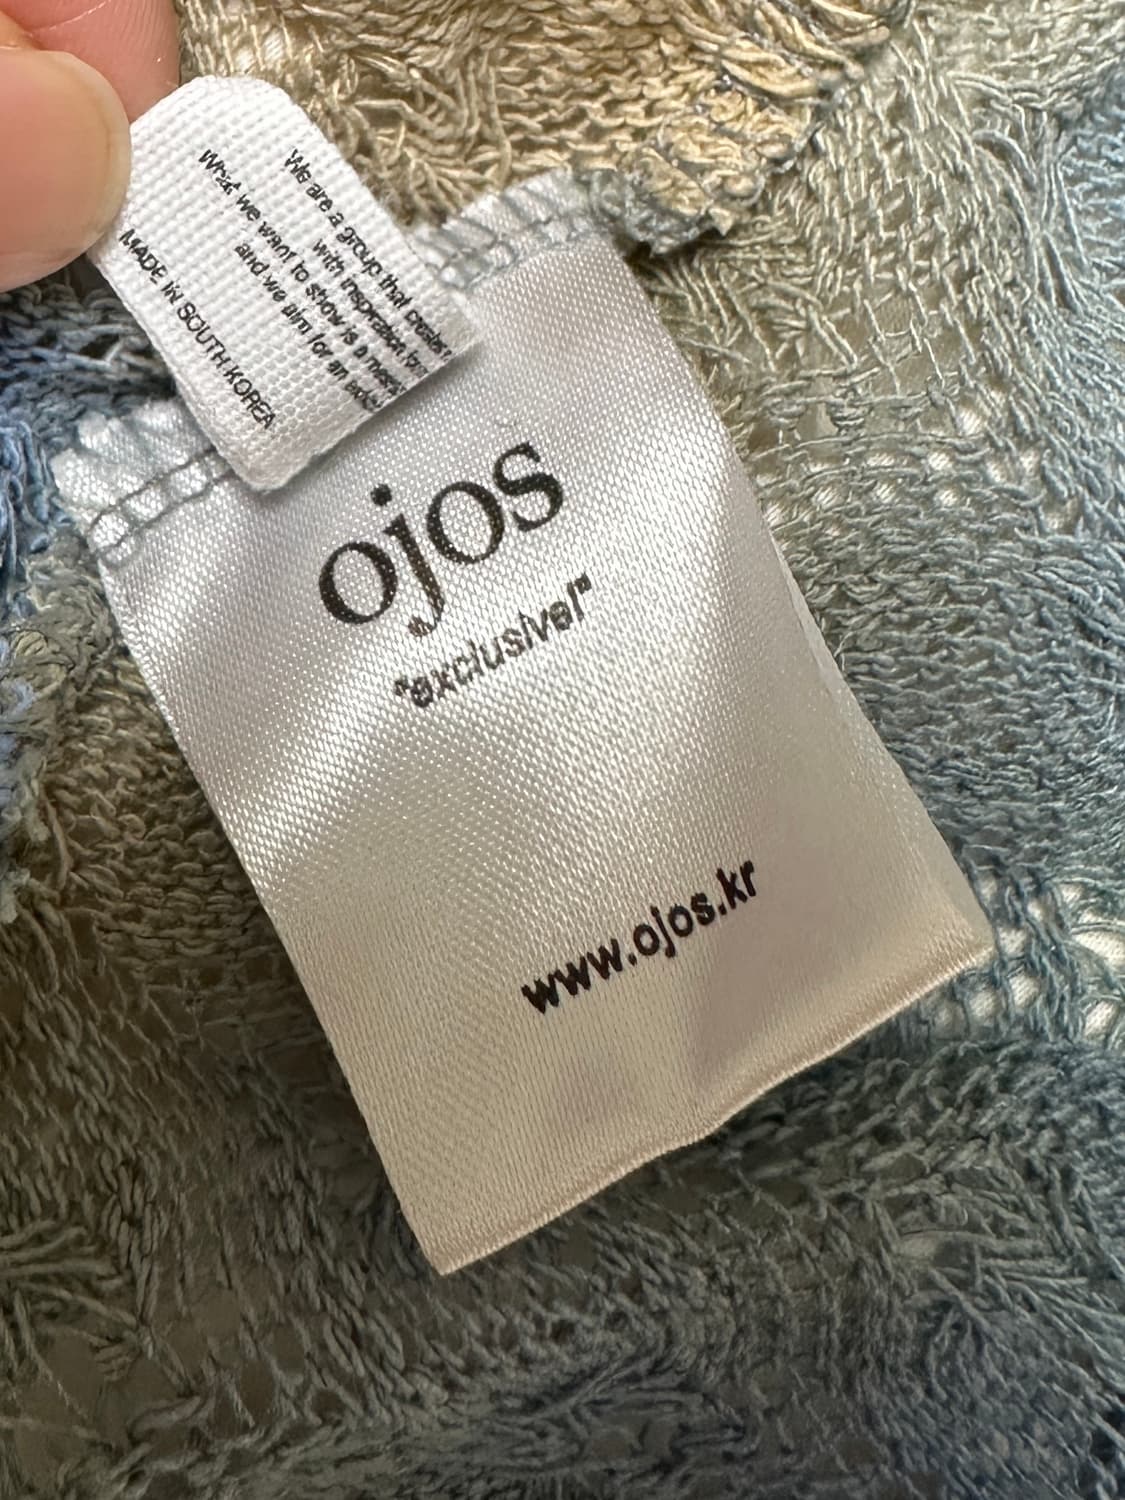 We are a group that creates
with inspiration
What we want to show is a
and we aim for an
MADE IN SOUTH KOREA
ojos
"exclusive!"
www.ojos.kr